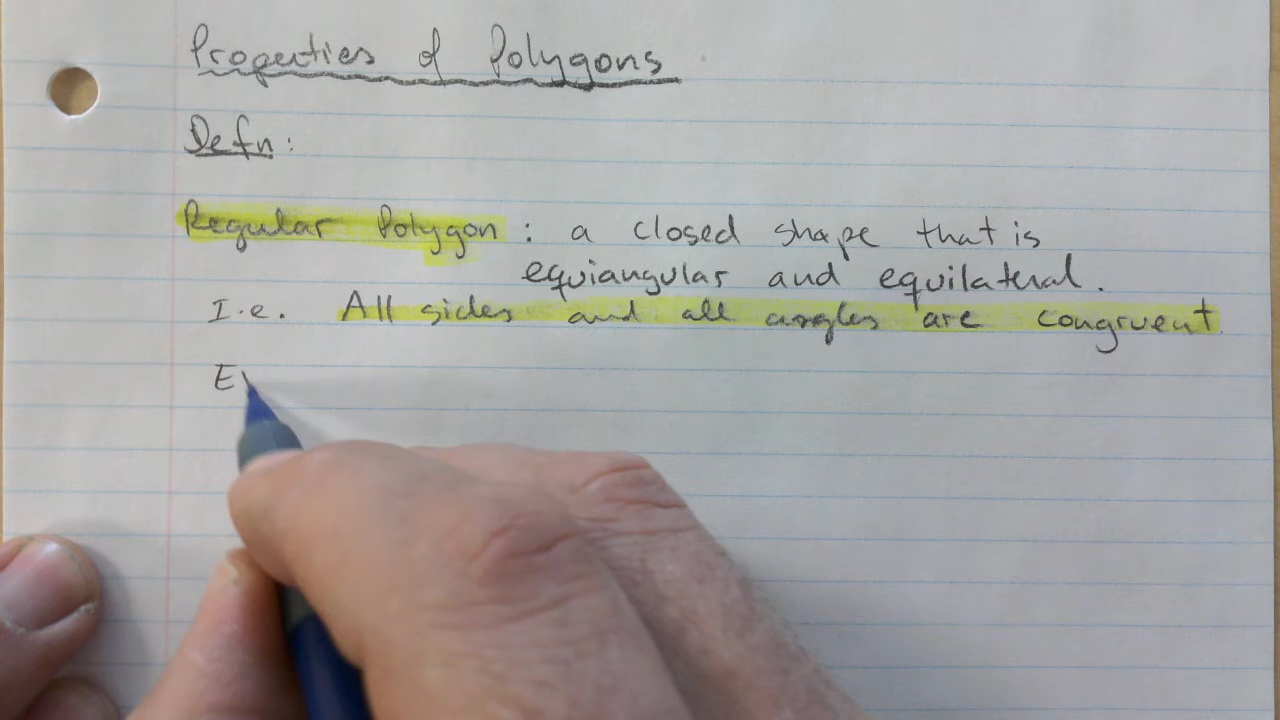 Properties of Polygons
Defn:
Regular Polygon : a closed shape that is
equiangular and equilateral.
I.e. All sides and all angles are congruent.
E